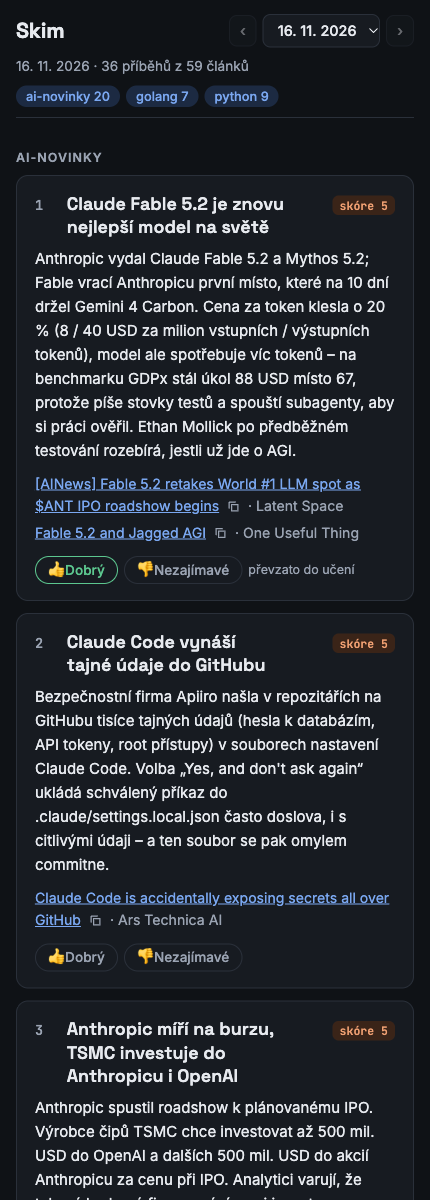 Skim
‹ 16. 11. 2026 ›
16. 11. 2026 · 36 příběhů z 59 článků
ai-novinky 20 golang 7 python 9
AI-NOVINKY
1 Claude Fable 5.2 je znovu skóre 5
nejlepší model na světě
Anthropic vydal Claude Fable 5.2 a Mythos 5.2;
Fable vrací Anthropicu první místo, které na 10 dní
držel Gemini 4 Carbon. Cena za token klesla o 20
% (8 / 40 USD za milion vstupních / výstupních
tokenů), model ale spotřebuje víc tokenů – na
benchmarku GDPx stál úkol 88 USD místo 67,
protože píše stovky testů a spouští subagenty, aby
si práci ověřil. Ethan Mollick po předběžném
testování rozebírá, jestli už jde o AGI.
[AINews] Fable 5.2 retakes World #1 LLM spot as
$ANT IPO roadshow begins · Latent Space
Fable 5.2 and Jagged AGI · One Useful Thing
👍Dobrý 👎Nezajímavé převzato do učení
2 Claude Code vynáší skóre 5
tajné údaje do GitHubu
Bezpečnostní firma Apiiro našla v repozitářích na
GitHubu tisíce tajných údajů (hesla k databázím,
API tokeny, root přístupy) v souborech nastavení
Claude Code. Volba „Yes, and don't ask again“
ukládá schválený příkaz do
.claude/settings.local.json často doslova, i s
citlivými údaji – a ten soubor se pak omylem
commitne.
Claude Code is accidentally exposing secrets all over
GitHub · Ars Technica AI
👍Dobrý 👎Nezajímavé
3 Anthropic míří na burzu, skóre 5
TSMC investuje do
Anthropicu i OpenAI
Anthropic spustil roadshow k plánovanému IPO.
Výrobce čipů TSMC chce investovat až 500 mil.
USD do OpenAI a dalších 500 mil. USD do akcií
Anthropicu za cenu při IPO. Analytici varují, že